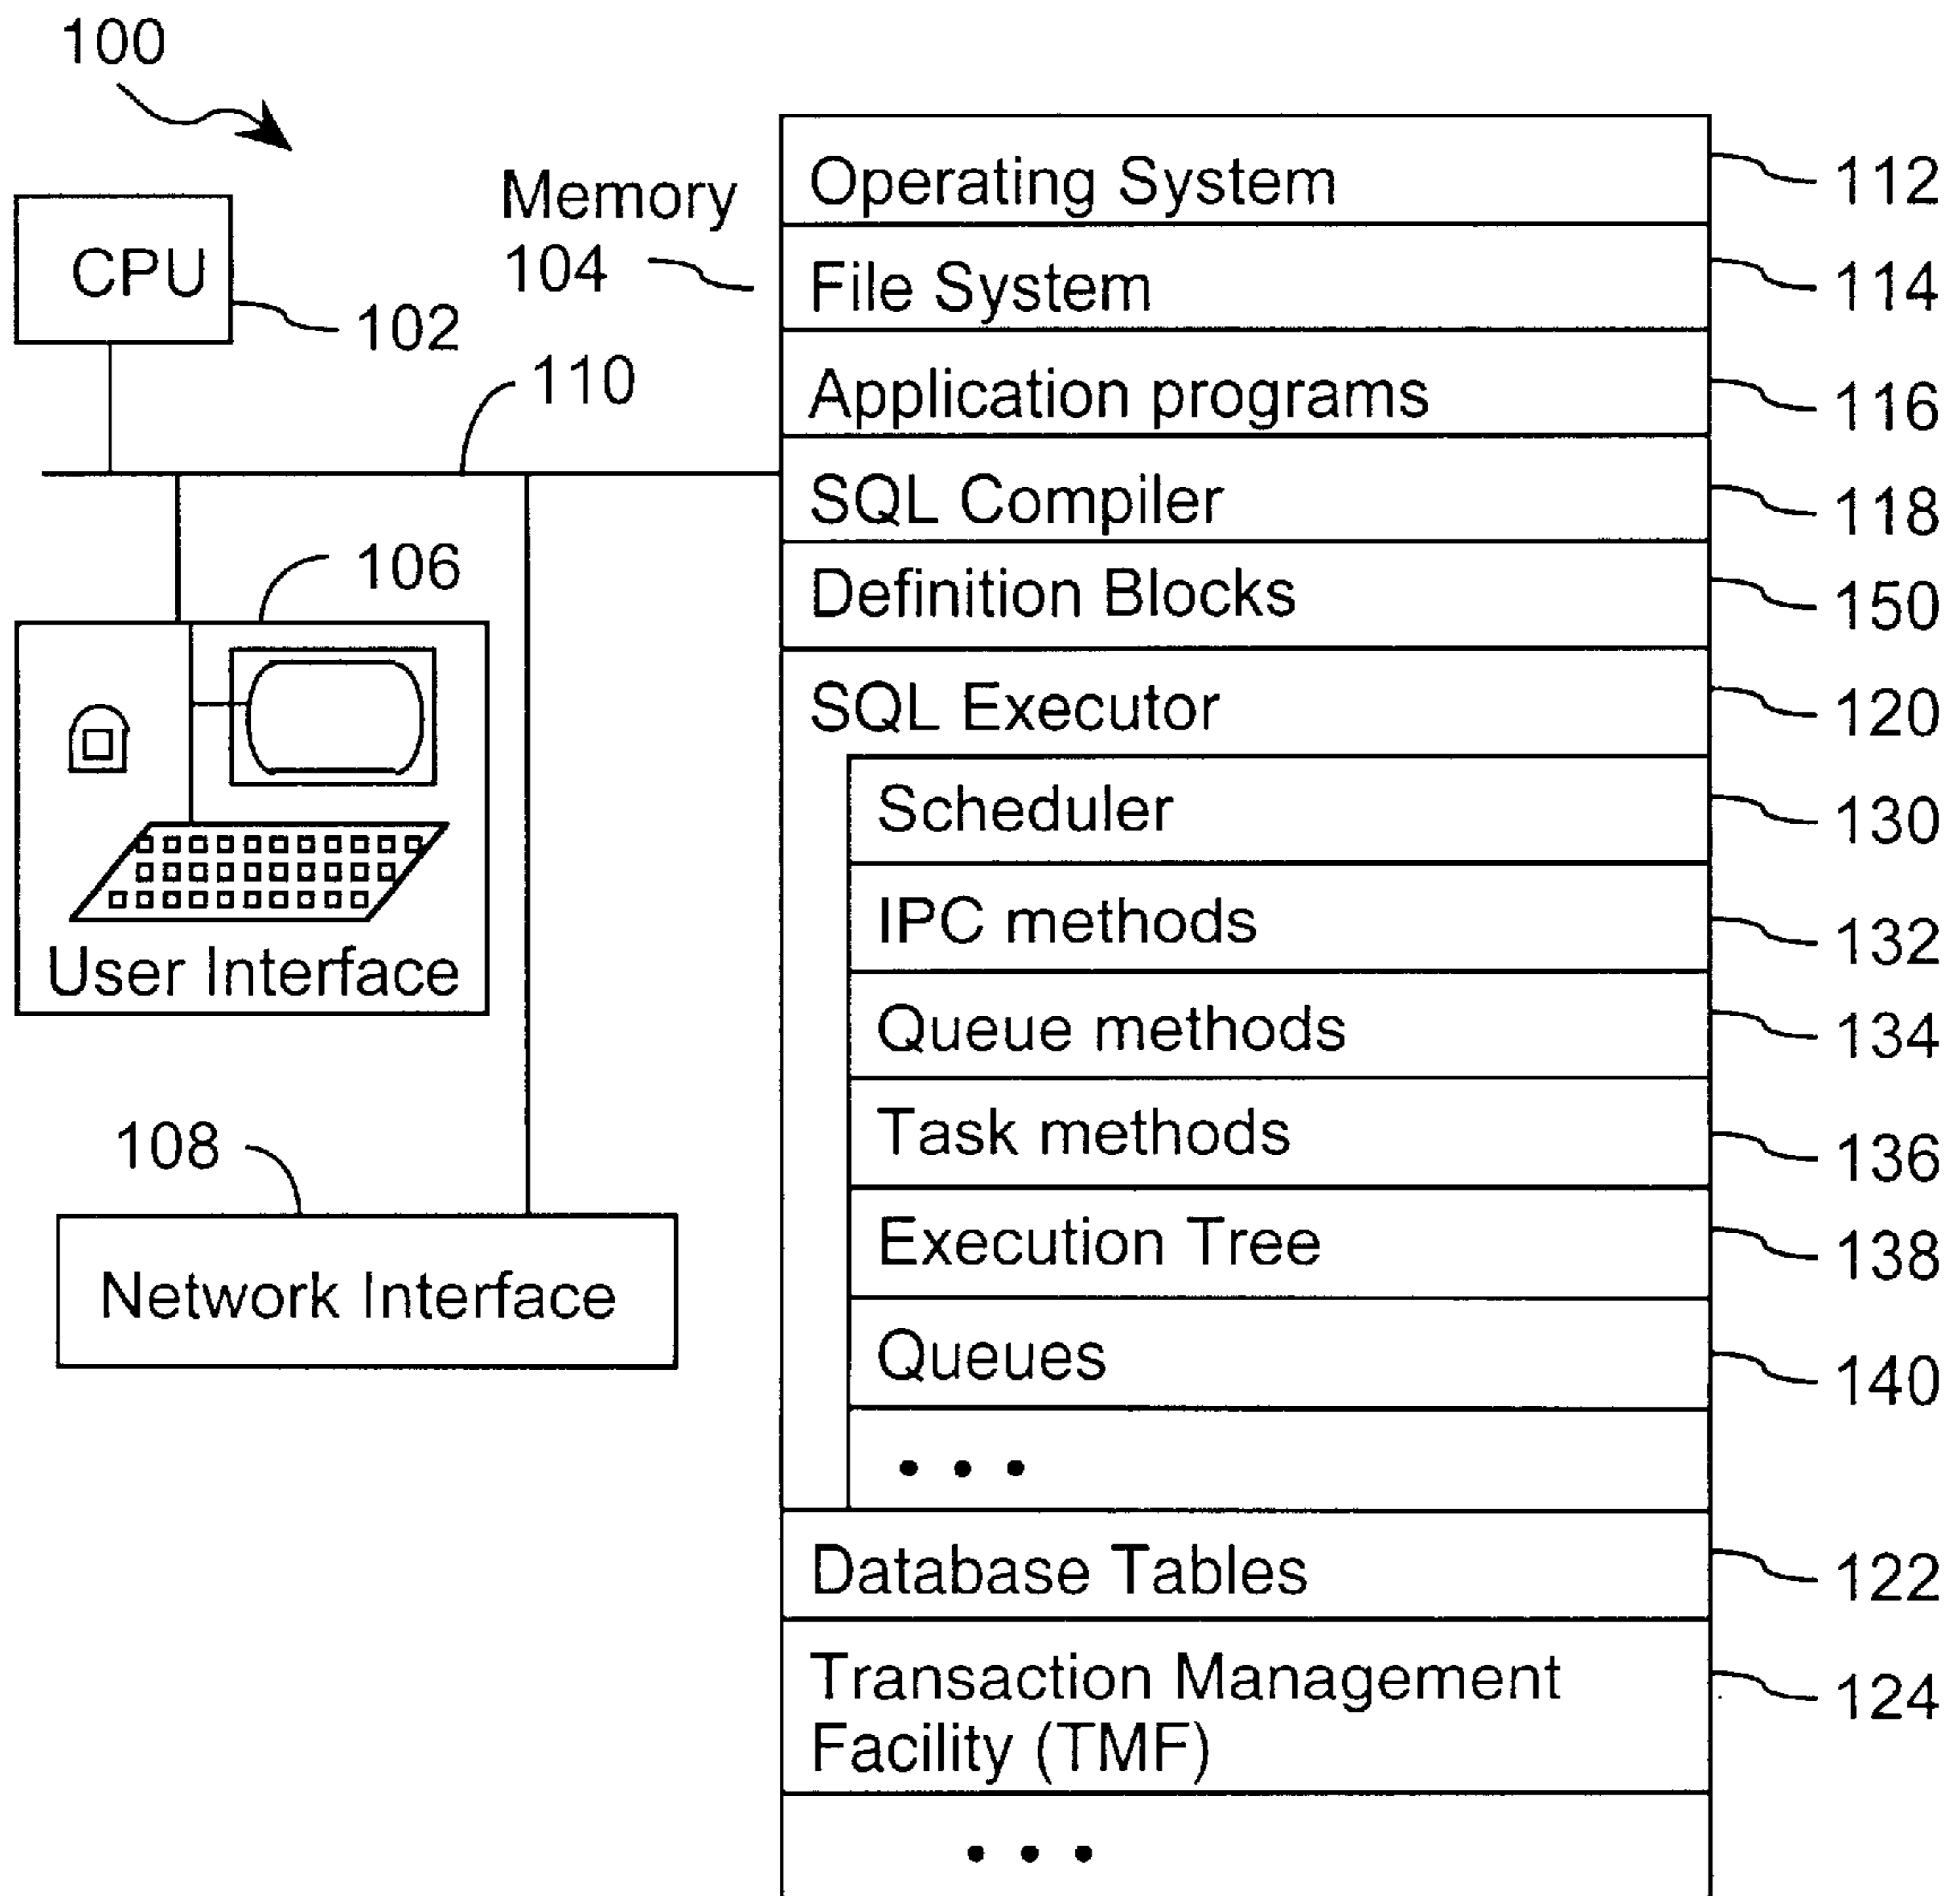 100
CPU
102
Memory
104
110
106
User Interface
108
Network Interface
Operating System 112
File System 114
Application programs 116
SQL Compiler 118
Definition Blocks 150
SQL Executor 120
Scheduler 130
IPC methods 132
Queue methods 134
Task methods 136
Execution Tree 138
Queues 140
• • •
Database Tables 122
Transaction Management 124
Facility (TMF)
• • •